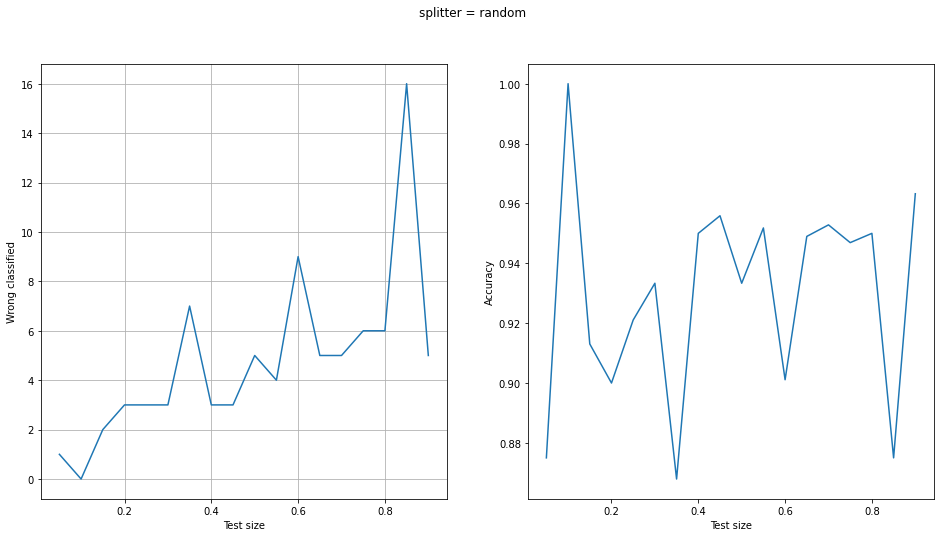 splitter = random
Wrong classified
16
14
12
10
8
6
4
2
0
0.2 0.4 0.6 0.8
Test size
Accuracy
1.00
0.98
0.96
0.94
0.92
0.90
0.88
0.2 0.4 0.6 0.8
Test size